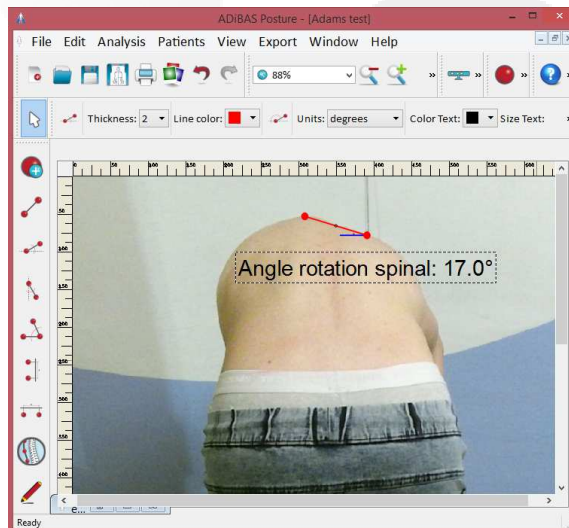 ADiBAS Posture - [Adams test]
File Edit Analysis Patients View Export Window Help
88%
Thickness: 2 Line color: Units: degrees Color Text: Size Text:
Angle rotation spinal: 17.0°
e...
Ready